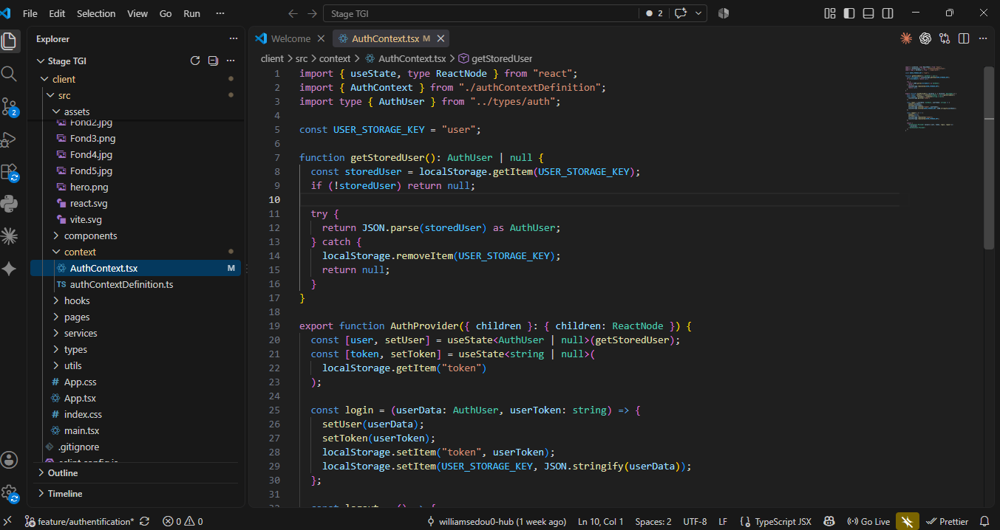 File Edit Selection View Go Run ···
Stage TGI
2
Explorer
Stage TGI
client
src
assets
Fond2.jpg
Fond3.png
Fond4.jpg
Fond5.jpg
hero.png
react.svg
vite.svg
components
context
AuthContext.tsx M
TS authContextDefinition.ts
hooks
pages
services
types
utils
# App.css
App.tsx
# index.css
main.tsx
.gitignore
eslint.config.js
Outline
Timeline
2
Welcome
AuthContext.tsx M
client > src > context > AuthContext.tsx > getStoredUser
1 import { useState, type ReactNode } from "react";
2 import { AuthContext } from "./authContextDefinition";
3 import type { AuthUser } from "../types/auth";
4
5 const USER_STORAGE_KEY = "user";
6
7 function getStoredUser(): AuthUser | null {
8 const storedUser = localStorage.getItem(USER_STORAGE_KEY);
9 if (!storedUser) return null;
10
11 try {
12 return JSON.parse(storedUser) as AuthUser;
13 } catch {
14 localStorage.removeItem(USER_STORAGE_KEY);
15 return null;
16 }
17 }
18
19 export function AuthProvider({ children }: { children: ReactNode }) {
20 const [user, setUser] = useState<AuthUser | null>(getStoredUser);
21 const [token, setToken] = useState<string | null>(
22 localStorage.getItem("token")
23 );
24
25 const login = (userData: AuthUser, userToken: string) => {
26 setUser(userData);
27 setToken(userToken);
28 localStorage.setItem("token", userToken);
29 localStorage.setItem(USER_STORAGE_KEY, JSON.stringify(userData));
30 };
31
32 const logout = () => {
feature/authentification* 0 0 williamsedou0-hub (1 week ago) Ln 10, Col 1 Spaces: 2 UTF-8 LF TypeScript JSX Go Live Prettier